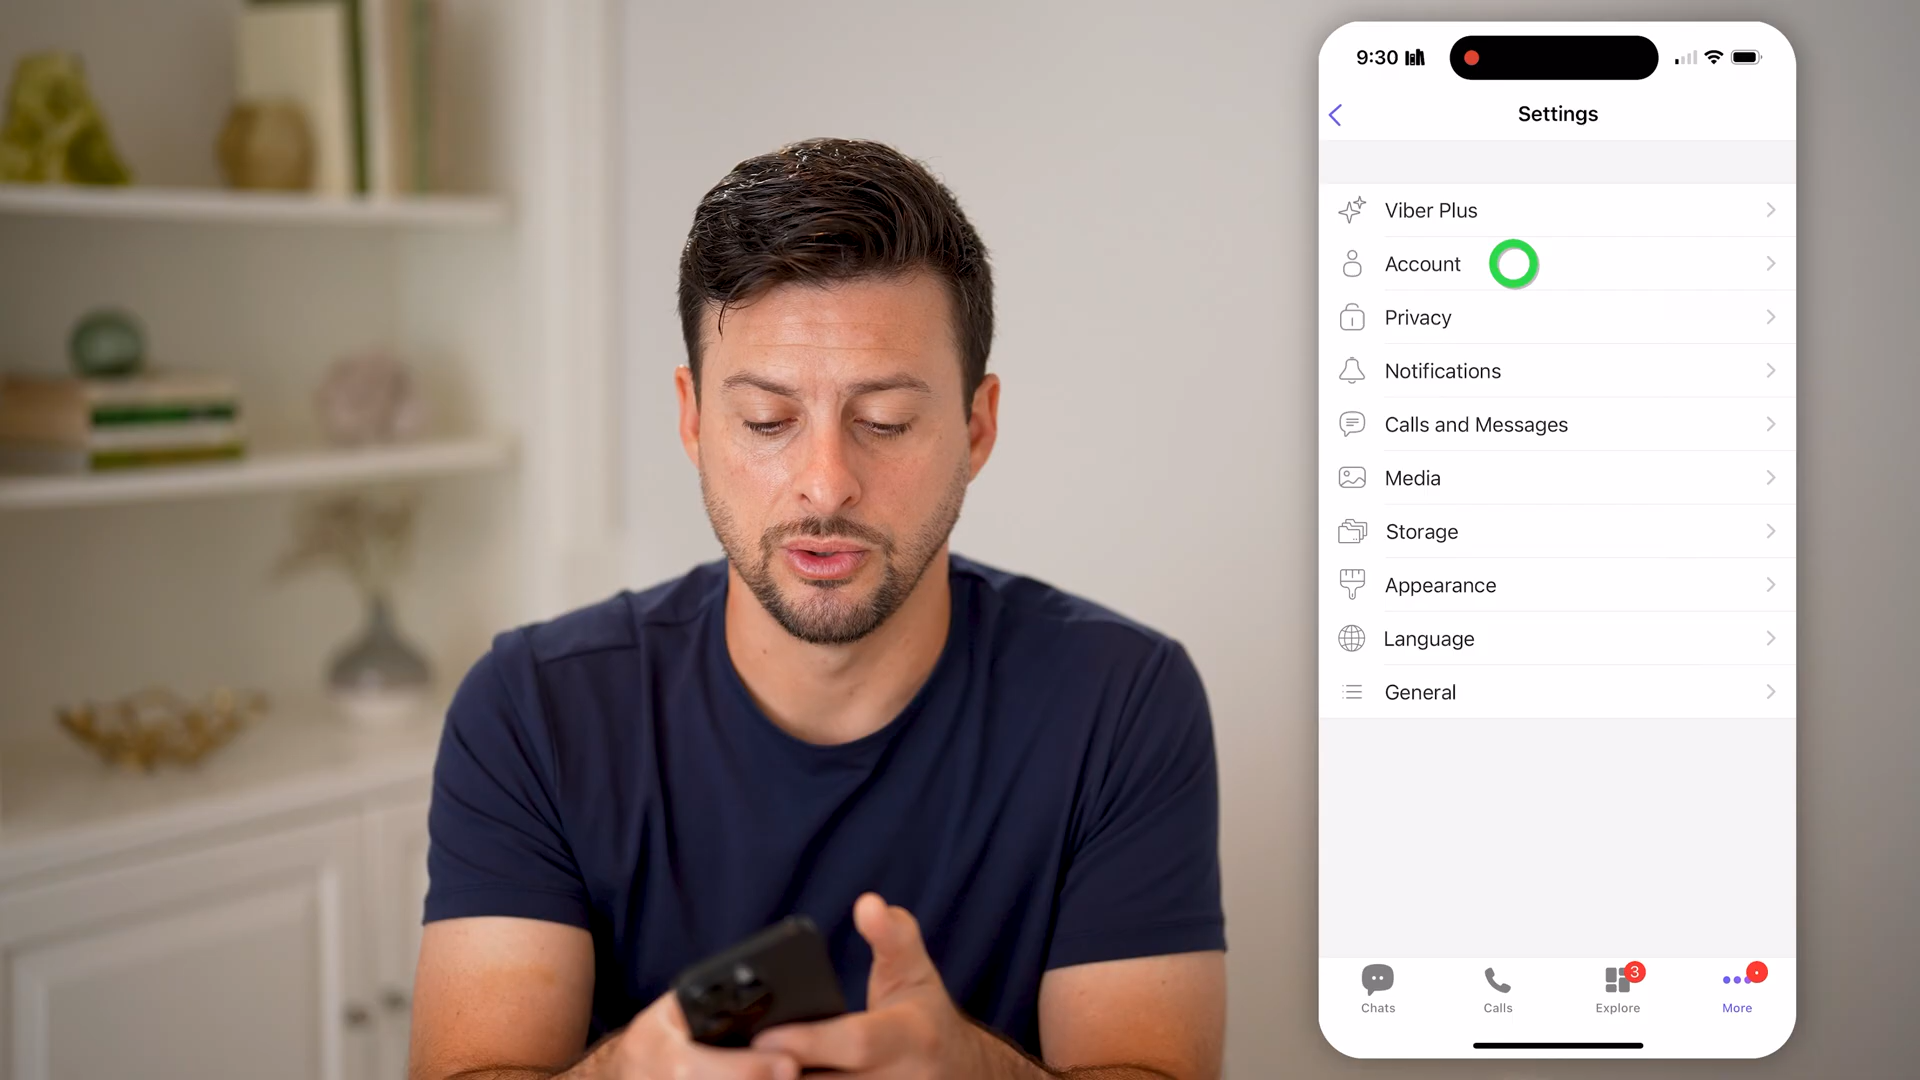 9:30
Settings
Viber Plus
Account
Privacy
Notifications
Calls and Messages
Media
Storage
Appearance
Language
General
3
Chats
Calls
Explore
More